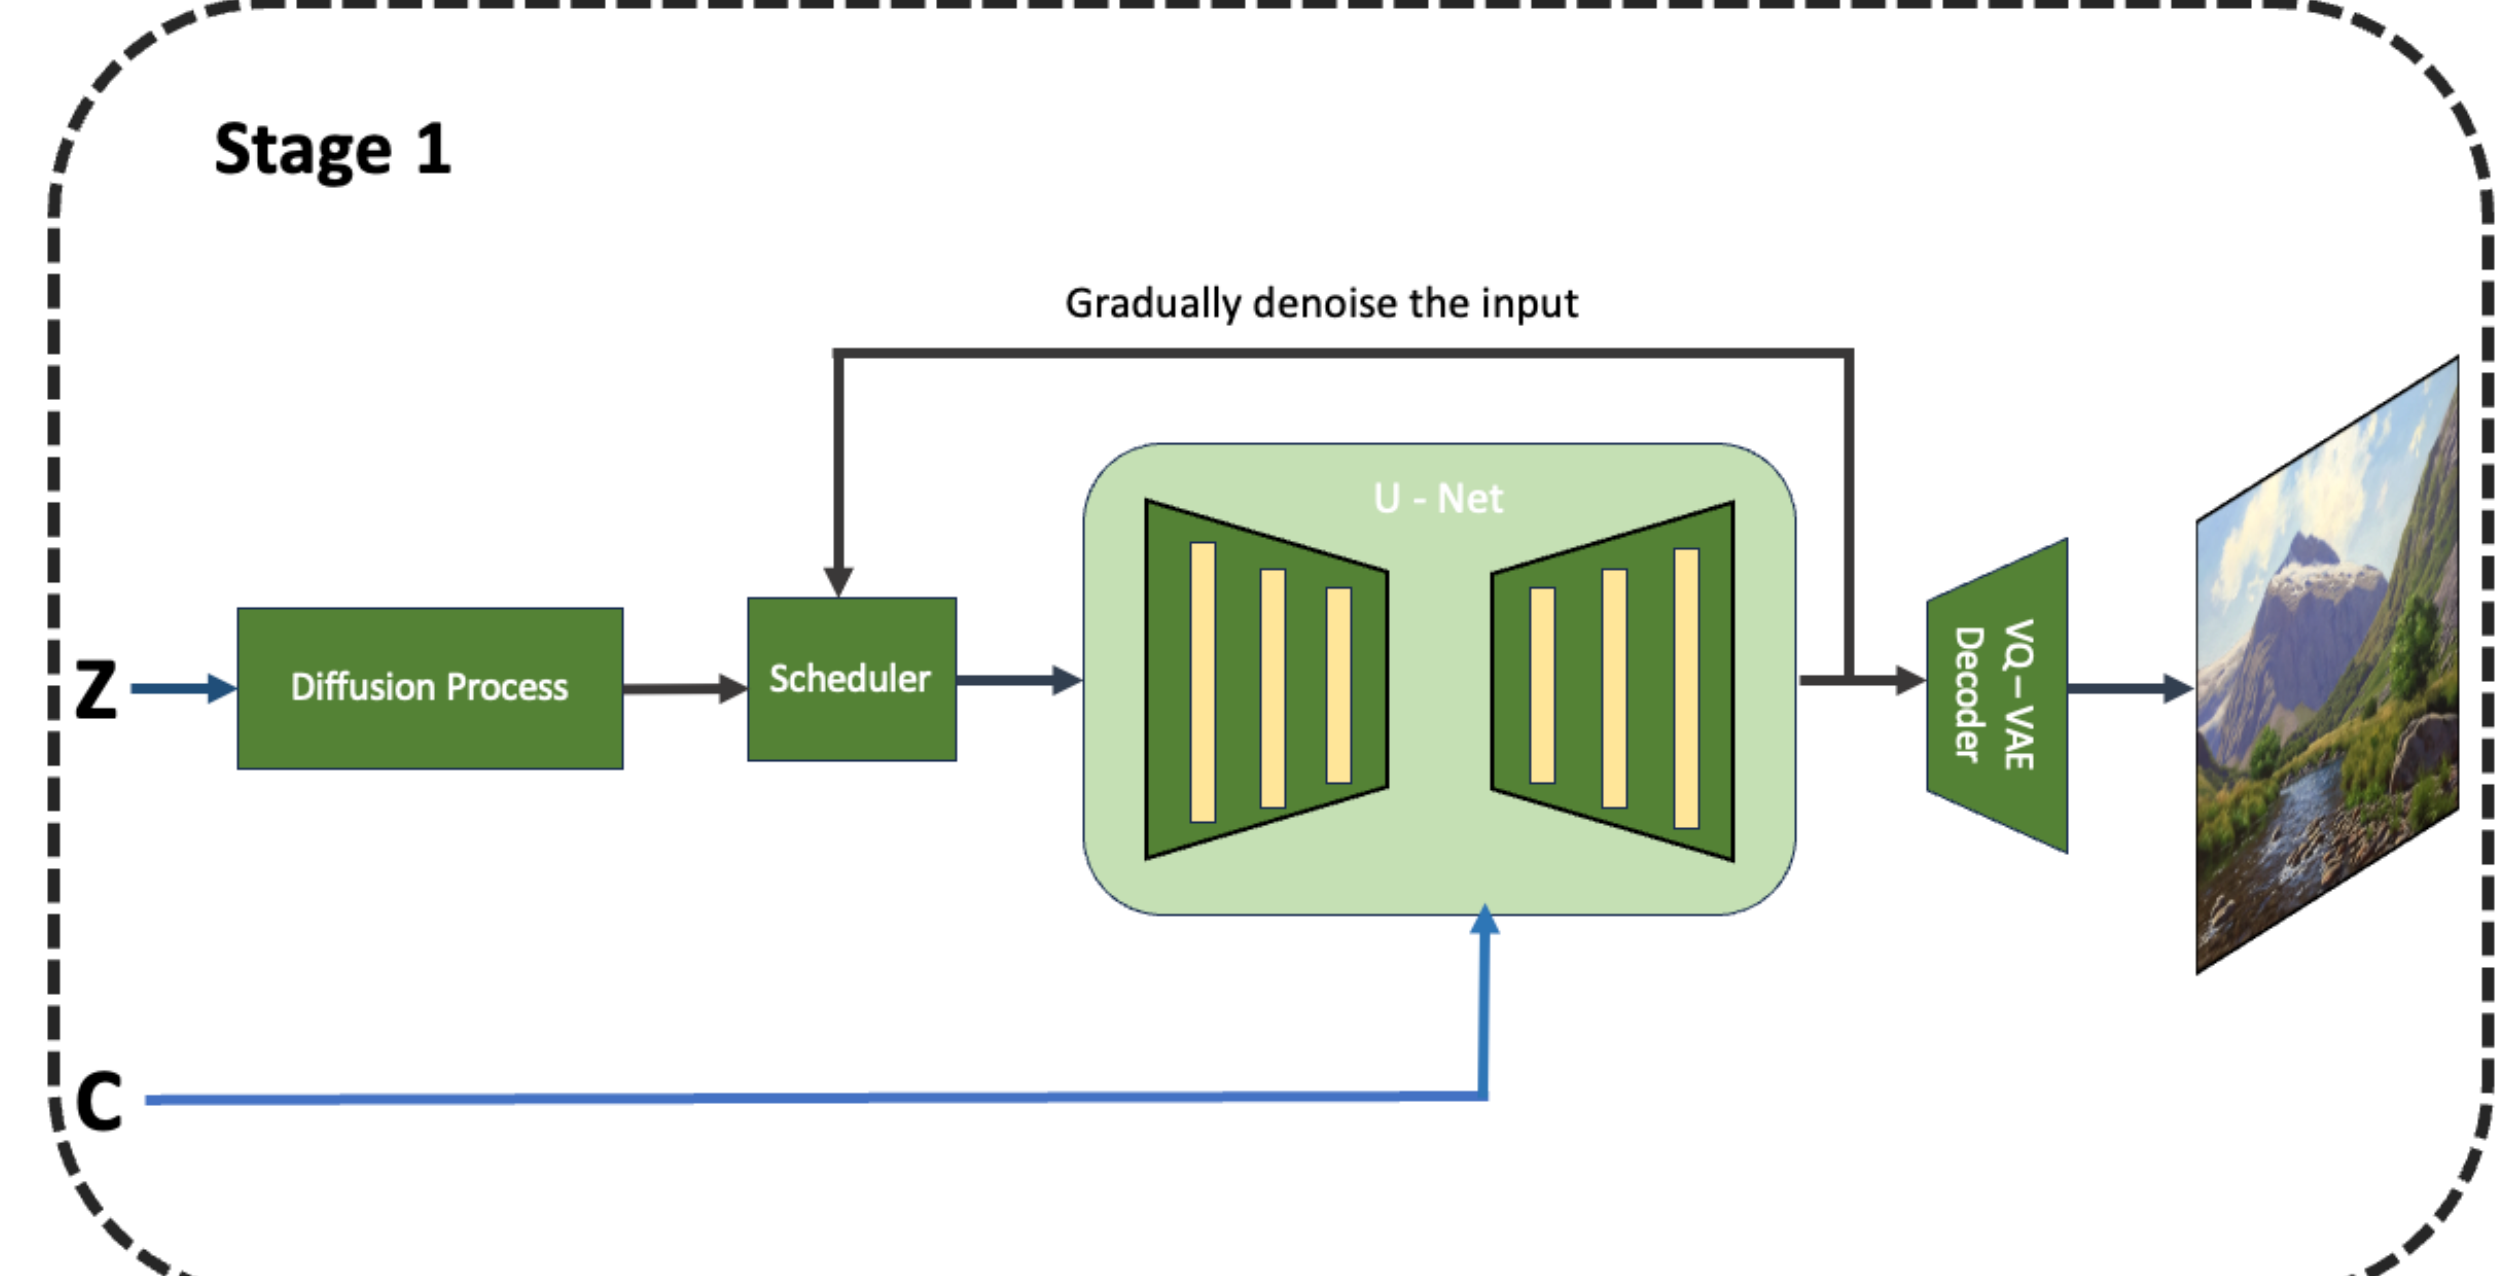 Stage 1
Gradually denoise the input
U - Net
Z
Diffusion Process
Scheduler
VQ – VAE
Decoder
C